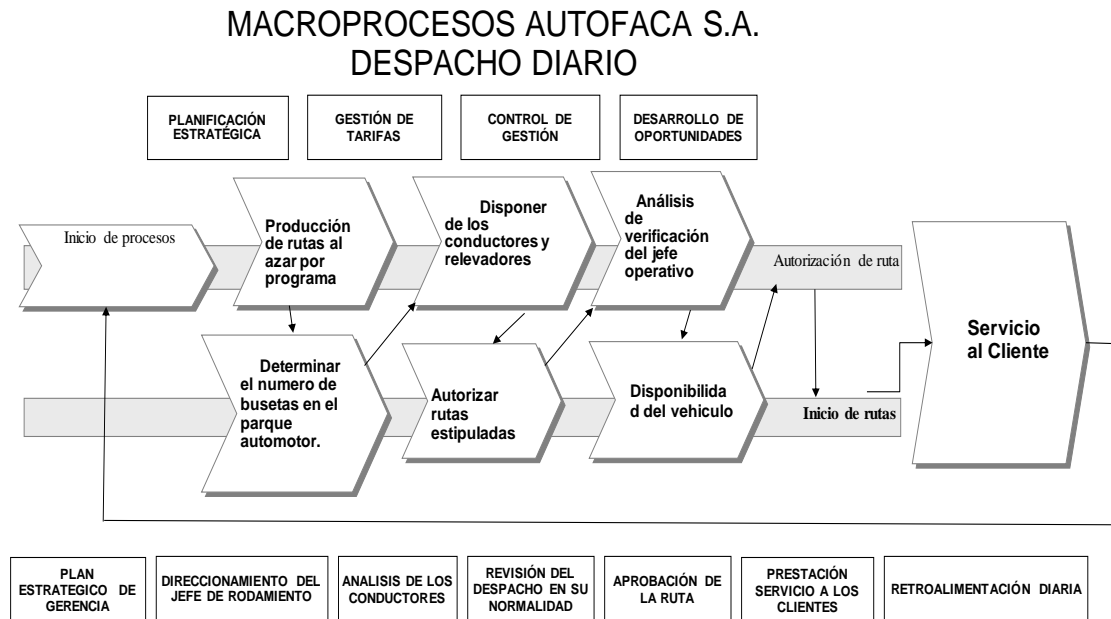 MACROPROCESOS AUTOFACA S.A.
DESPACHO DIARIO
PLANIFICACIÓN
ESTRATÉGICA
GESTIÓN DE
TARIFAS
CONTROL DE
GESTIÓN
DESARROLLO DE
OPORTUNIDADES
Inicio de procesos
Producción
de rutas al
azar por
programa
Disponer
de los
conductores y
relevadores
Análisis
de
verificación
del jefe
operativo
Autorización de ruta
Determinar
el numero de
busetas en el
parque
automotor.
Autorizar
rutas
estipuladas
Disponibilida
d del vehiculo
Inicio de rutas
Servicio
al Cliente
PLAN
ESTRATEGICO DE
GERENCIA
DIRECCIONAMIENTO DEL
JEFE DE RODAMIENTO
ANALISIS DE LOS
CONDUCTORES
REVISIÓN DEL
DESPACHO EN SU
NORMALIDAD
APROBACIÓN DE
LA RUTA
PRESTACIÓN
SERVICIO A LOS
CLIENTES
RETROALIMENTACIÓN DIARIA